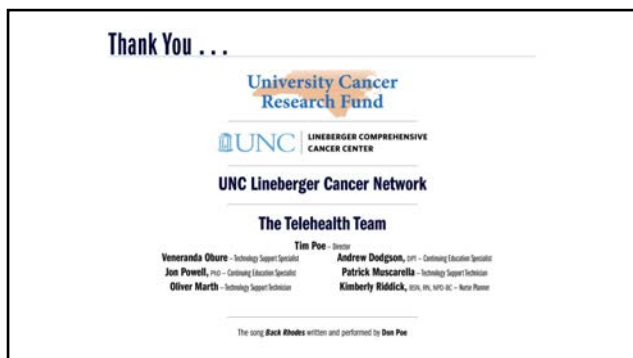 Thank You . . .
University Cancer
Research Fund
UNC LINEBERGER COMPREHENSIVE
CANCER CENTER
UNC Lineberger Cancer Network
The Telehealth Team
Tim Poe – Director
Veneranda Obure – Technology Support Specialist
Jon Powell, PhD – Continuing Education Specialist
Oliver Marth – Technology Support Technician
Andrew Dodgson, DPT – Continuing Education Specialist
Patrick Muscarella – Technology Support Technician
Kimberly Riddick, BSN, RN, NPD-BC – Nurse Planner
The song Back Rhodes written and performed by Don Poe